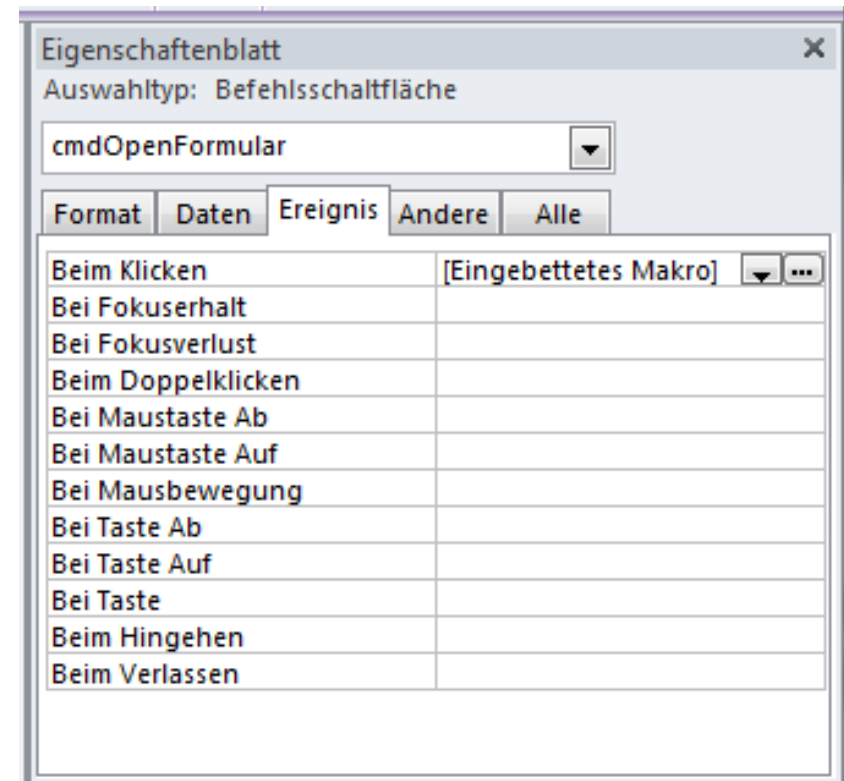 Eigenschaftenblatt
Auswahltyp: Befehlsschaltfläche
cmdOpenFormular
Format Daten Ereignis Andere Alle
Beim Klicken [Eingebettetes Makro]
Bei Fokuserhalt
Bei Fokusverlust
Beim Doppelklicken
Bei Maustaste Ab
Bei Maustaste Auf
Bei Mausbewegung
Bei Taste Ab
Bei Taste Auf
Bei Taste
Beim Hingehen
Beim Verlassen